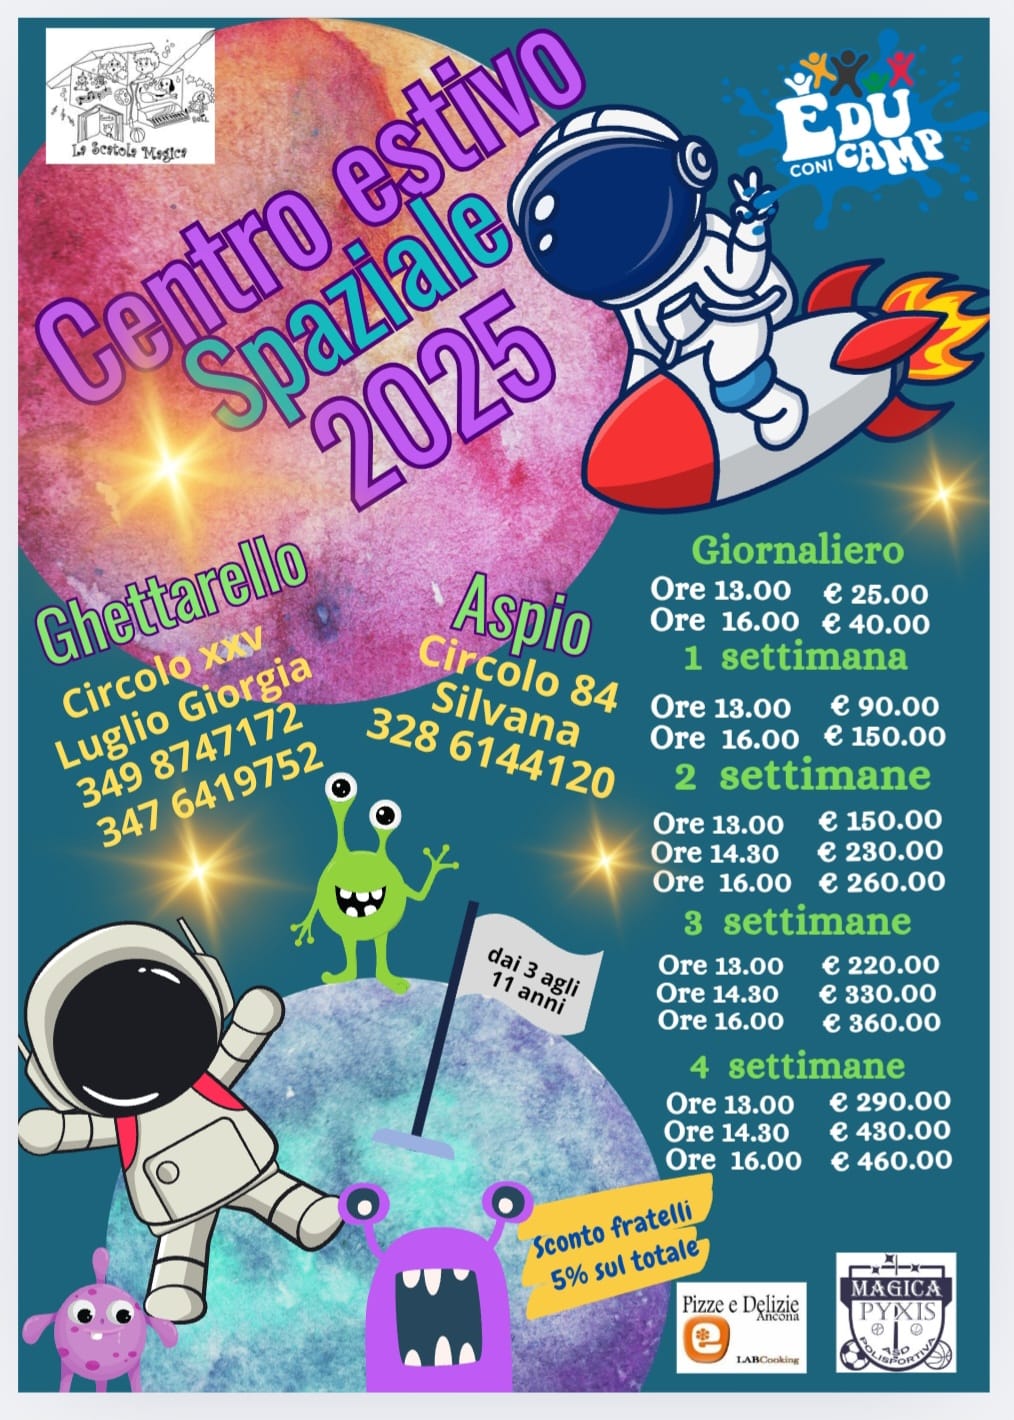 La Scatola Magica
EDU
CONI CAMP
Centro estivo
Spaziale
2025
Ghettarello
Circolo xxv
Luglio Giorgia
349 8747172
347 6419752
Aspio
Circolo 84
Silvana
328 6144120
Giornaliero
Ore 13.00 € 25.00
Ore 16.00 € 40.00
1 settimana
Ore 13.00 € 90.00
Ore 16.00 € 150.00
2 settimane
Ore 13.00 € 150.00
Ore 14.30 € 230.00
Ore 16.00 € 260.00
3 settimane
Ore 13.00 € 220.00
Ore 14.30 € 330.00
Ore 16.00 € 360.00
4 settimane
Ore 13.00 € 290.00
Ore 14.30 € 430.00
Ore 16.00 € 460.00
dai 3 agli
11 anni
Sconto fratelli
5% sul totale
Pizze e Delizie
Ancona
e
LABCooking
MAGICA
PYXIS
ASD
POLISPORTIVA